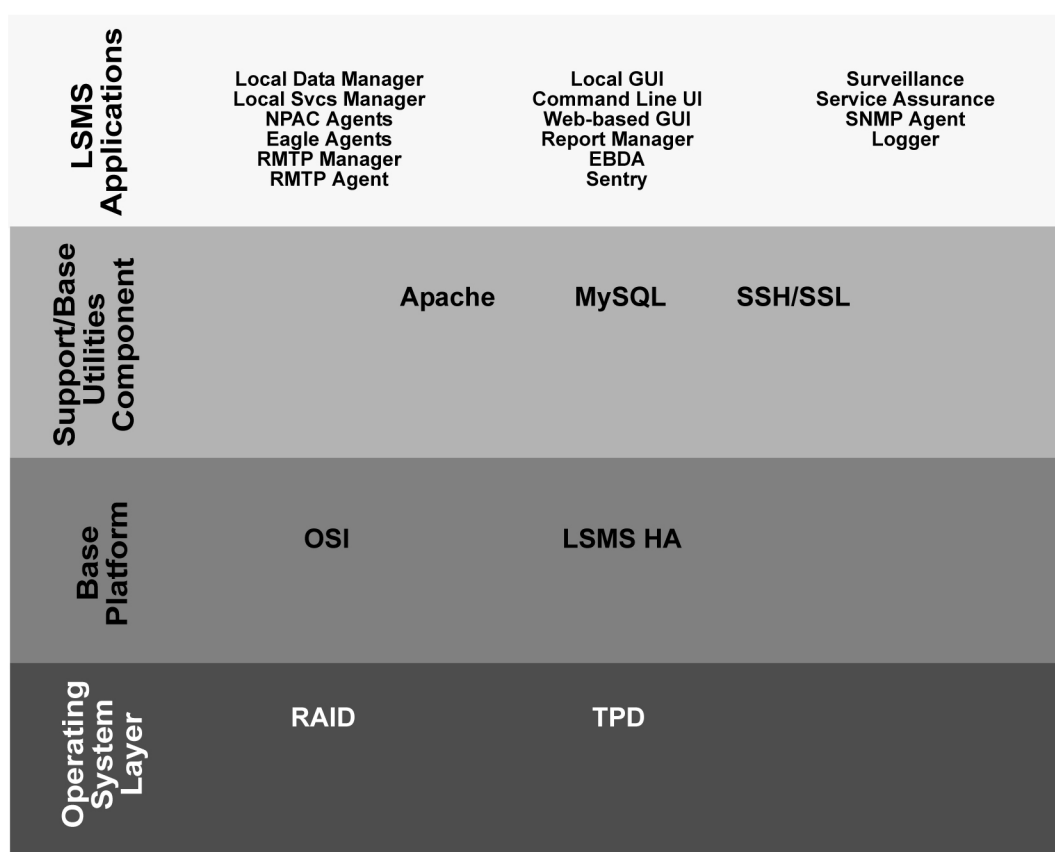 LSMS
Applications
Local Data Manager
Local Svcs Manager
NPAC Agents
Eagle Agents
RMTP Manager
RMTP Agent
Local GUI
Command Line UI
Web-based GUI
Report Manager
EBDA
Sentry
Surveillance
Service Assurance
SNMP Agent
Logger
Support/Base
Utilities
Component
Apache
MySQL
SSH/SSL
Base
Platform
OSI
LSMS HA
Operating
System
Layer
RAID
TPD